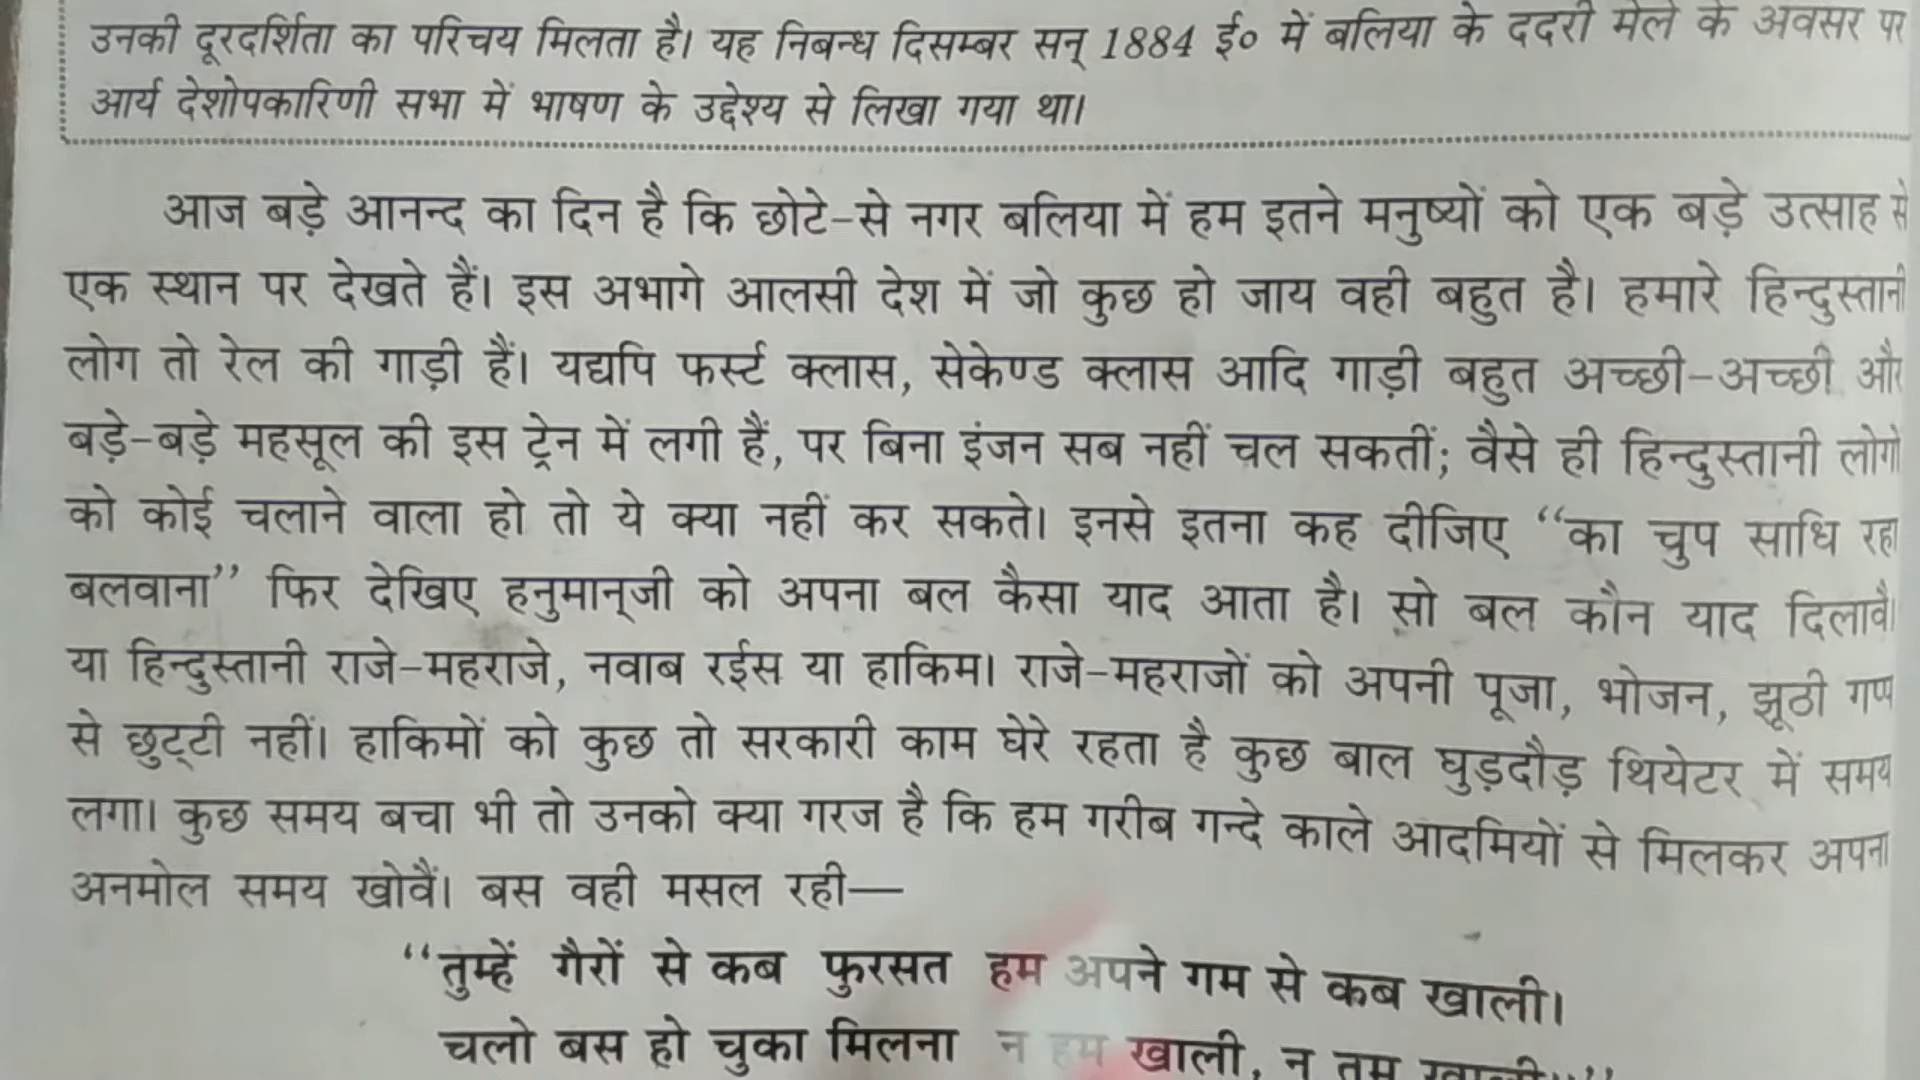 उनकी दूरदर्शिता का परिचय मिलता है। यह निबन्ध दिसम्बर सन् 1884 ई० में बलिया के ददरी मेले के अवसर पर
आर्य देशोपकारिणी सभा में भाषण के उद्देश्य से लिखा गया था।
आज बड़े आनन्द का दिन है कि छोटे-से नगर बलिया में हम इतने मनुष्यों को एक बड़े उत्साह से
एक स्थान पर देखते हैं। इस अभागे आलसी देश में जो कुछ हो जाय वही बहुत है। हमारे हिन्दुस्तानी
लोग तो रेल की गाड़ी हैं। यद्यपि फर्स्ट क्लास, सेकेण्ड क्लास आदि गाड़ी बहुत अच्छी-अच्छी और
बड़े-बड़े महसूल की इस ट्रेन में लगी हैं, पर बिना इंजन सब नहीं चल सकतीं; वैसे ही हिन्दुस्तानी लोगों
को कोई चलाने वाला हो तो ये क्या नहीं कर सकते। इनसे इतना कह दीजिए “का चुप साधि रहा
बलवाना” फिर देखिए हनुमान्‌जी को अपना बल कैसा याद आता है। सो बल कौन याद दिलावै।
या हिन्दुस्तानी राजे-महराजे, नवाब रईस या हाकिम। राजे-महराजों को अपनी पूजा, भोजन, झूठी गप्प
से छुट्टी नहीं। हाकिमों को कुछ तो सरकारी काम घेरे रहता है कुछ बाल घुड़दौड़ थियेटर में समय
लगा। कुछ समय बचा भी तो उनको क्या गरज है कि हम गरीब गन्दे काले आदमियों से मिलकर अपना
अनमोल समय खोवैं। बस वही मसल रही—
“तुम्हें गैरों से कब फुरसत हम अपने गम से कब खाली।
चलो बस हो चुका मिलना न हम खाली, न तुम खाली॥”